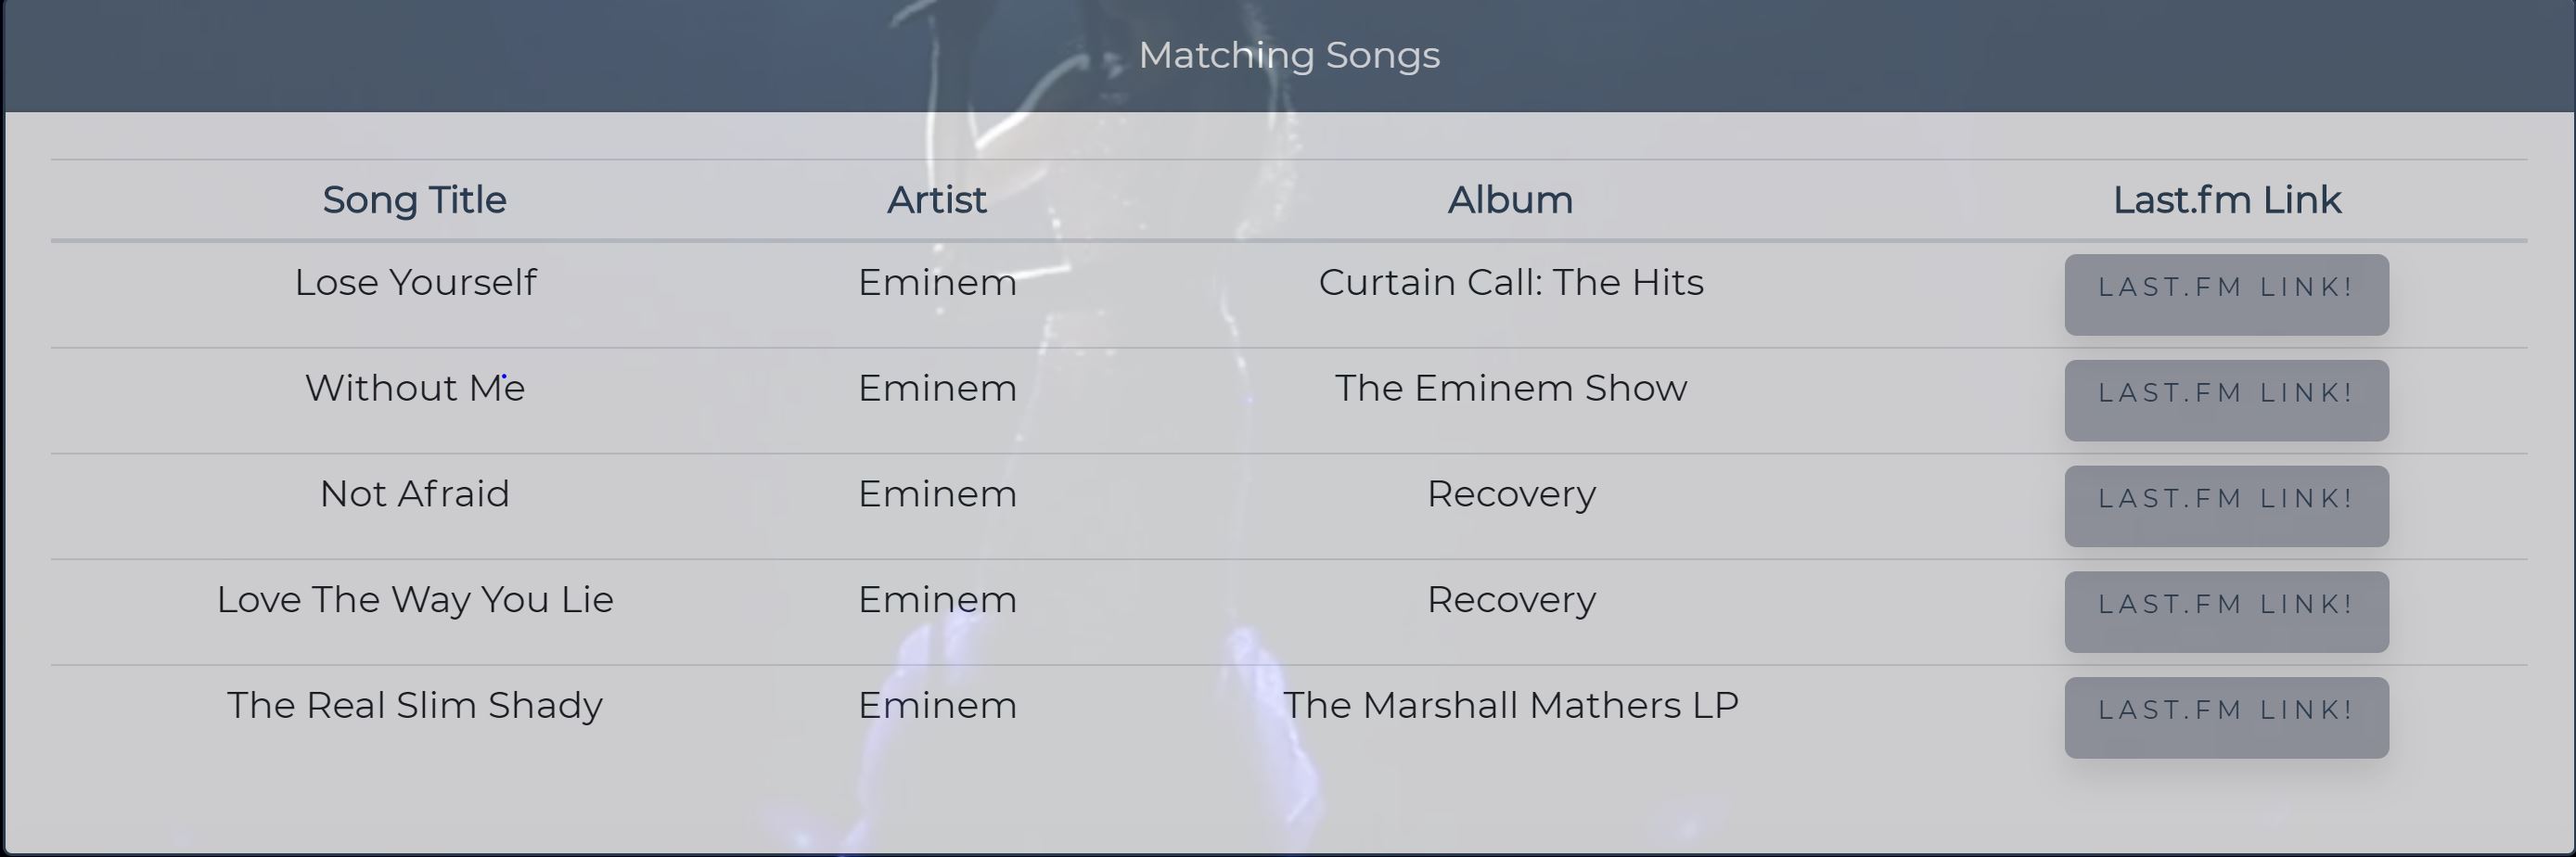 Matching Songs
Song Title Artist Album Last.fm Link
Lose Yourself Eminem Curtain Call: The Hits LAST.FM LINK!
Without Me Eminem The Eminem Show LAST.FM LINK!
Not Afraid Eminem Recovery LAST.FM LINK!
Love The Way You Lie Eminem Recovery LAST.FM LINK!
The Real Slim Shady Eminem The Marshall Mathers LP LAST.FM LINK!